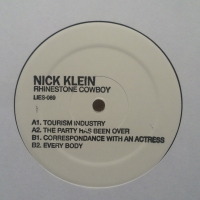 NICK KLEIN
RHINESTONE COWBOY
LIES-080
A1. TOURISM INDUSTRY
A2. THE PARTY HAS BEEN OVER
B1. CORRESPONDANCE WITH AN ACTRESS
B2. EVERY BODY